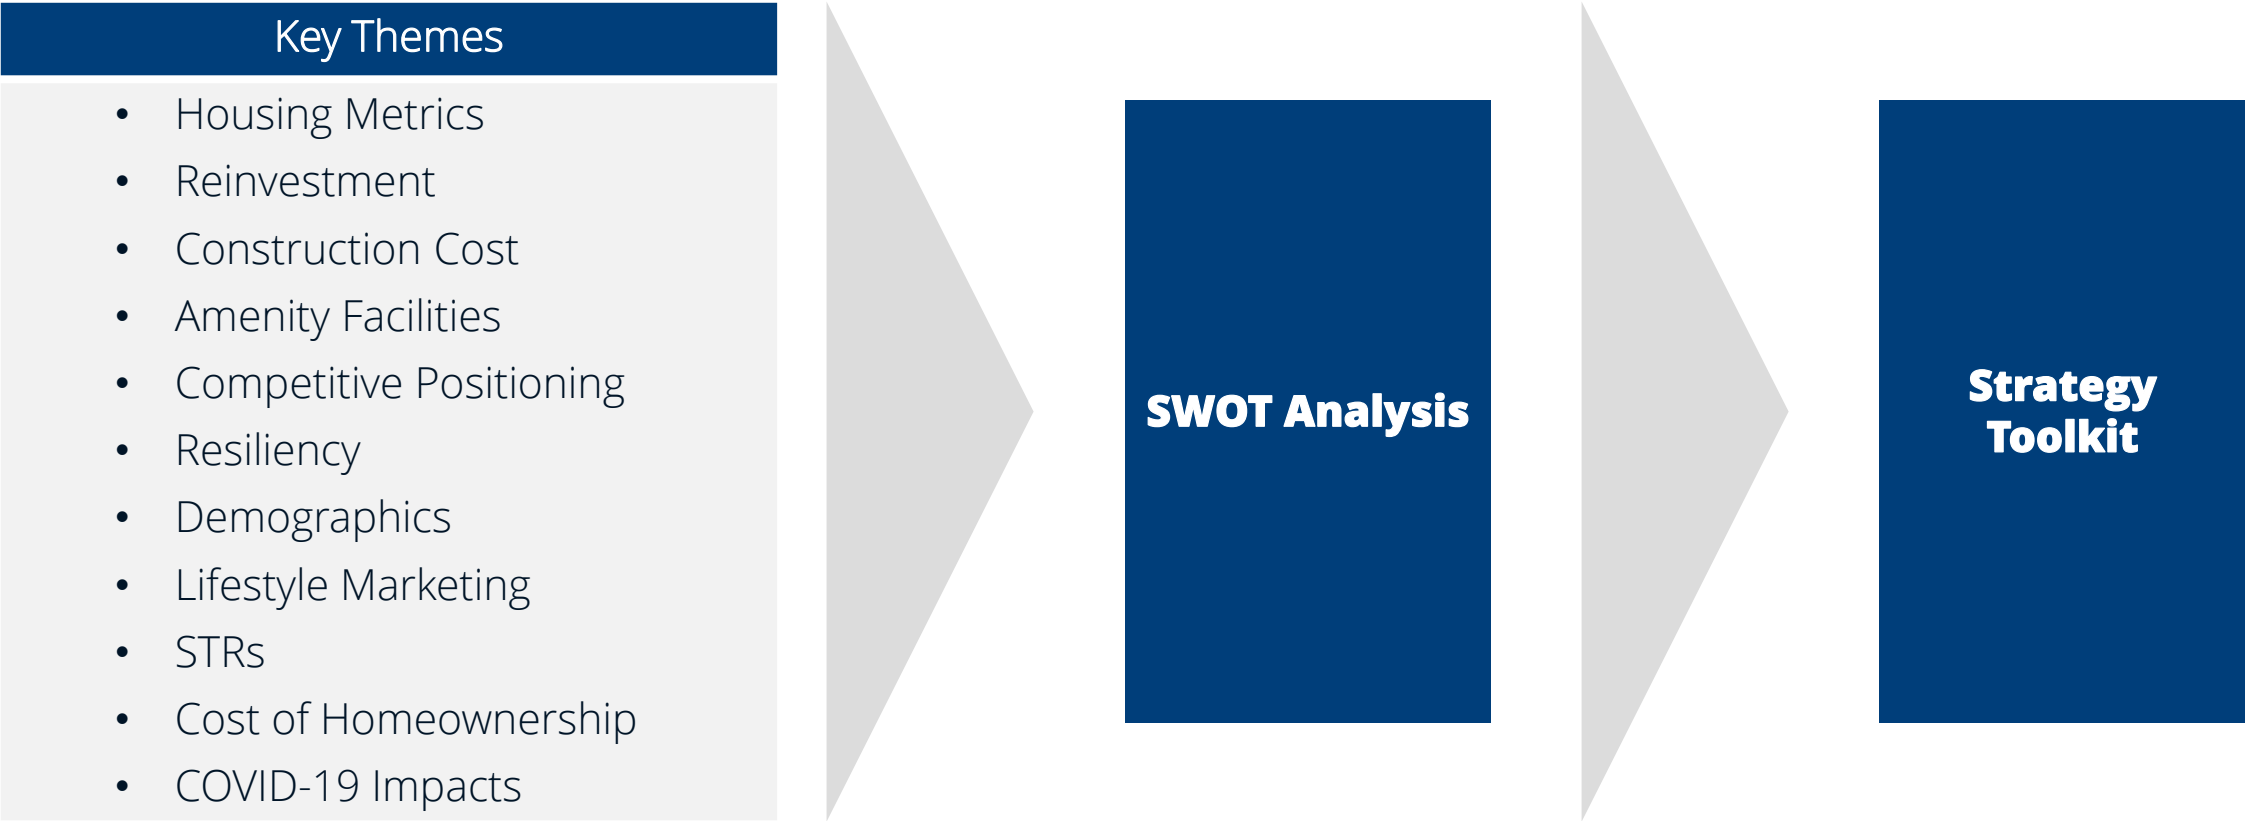 Key Themes
• Housing Metrics
• Reinvestment
• Construction Cost
• Amenity Facilities
• Competitive Positioning
• Resiliency
• Demographics
• Lifestyle Marketing
• STRs
• Cost of Homeownership
• COVID-19 Impacts
SWOT Analysis
Strategy
Toolkit